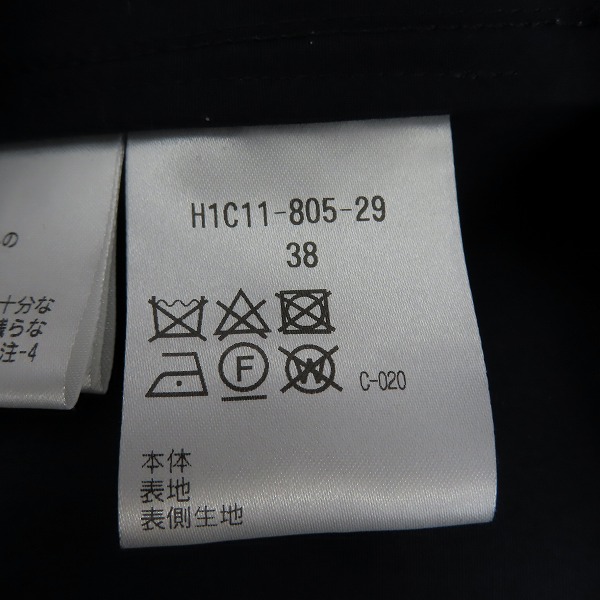 H1C11-805-29
38
F W C-020
本体
表地
表側生地
の
十分な
残らな
注-4